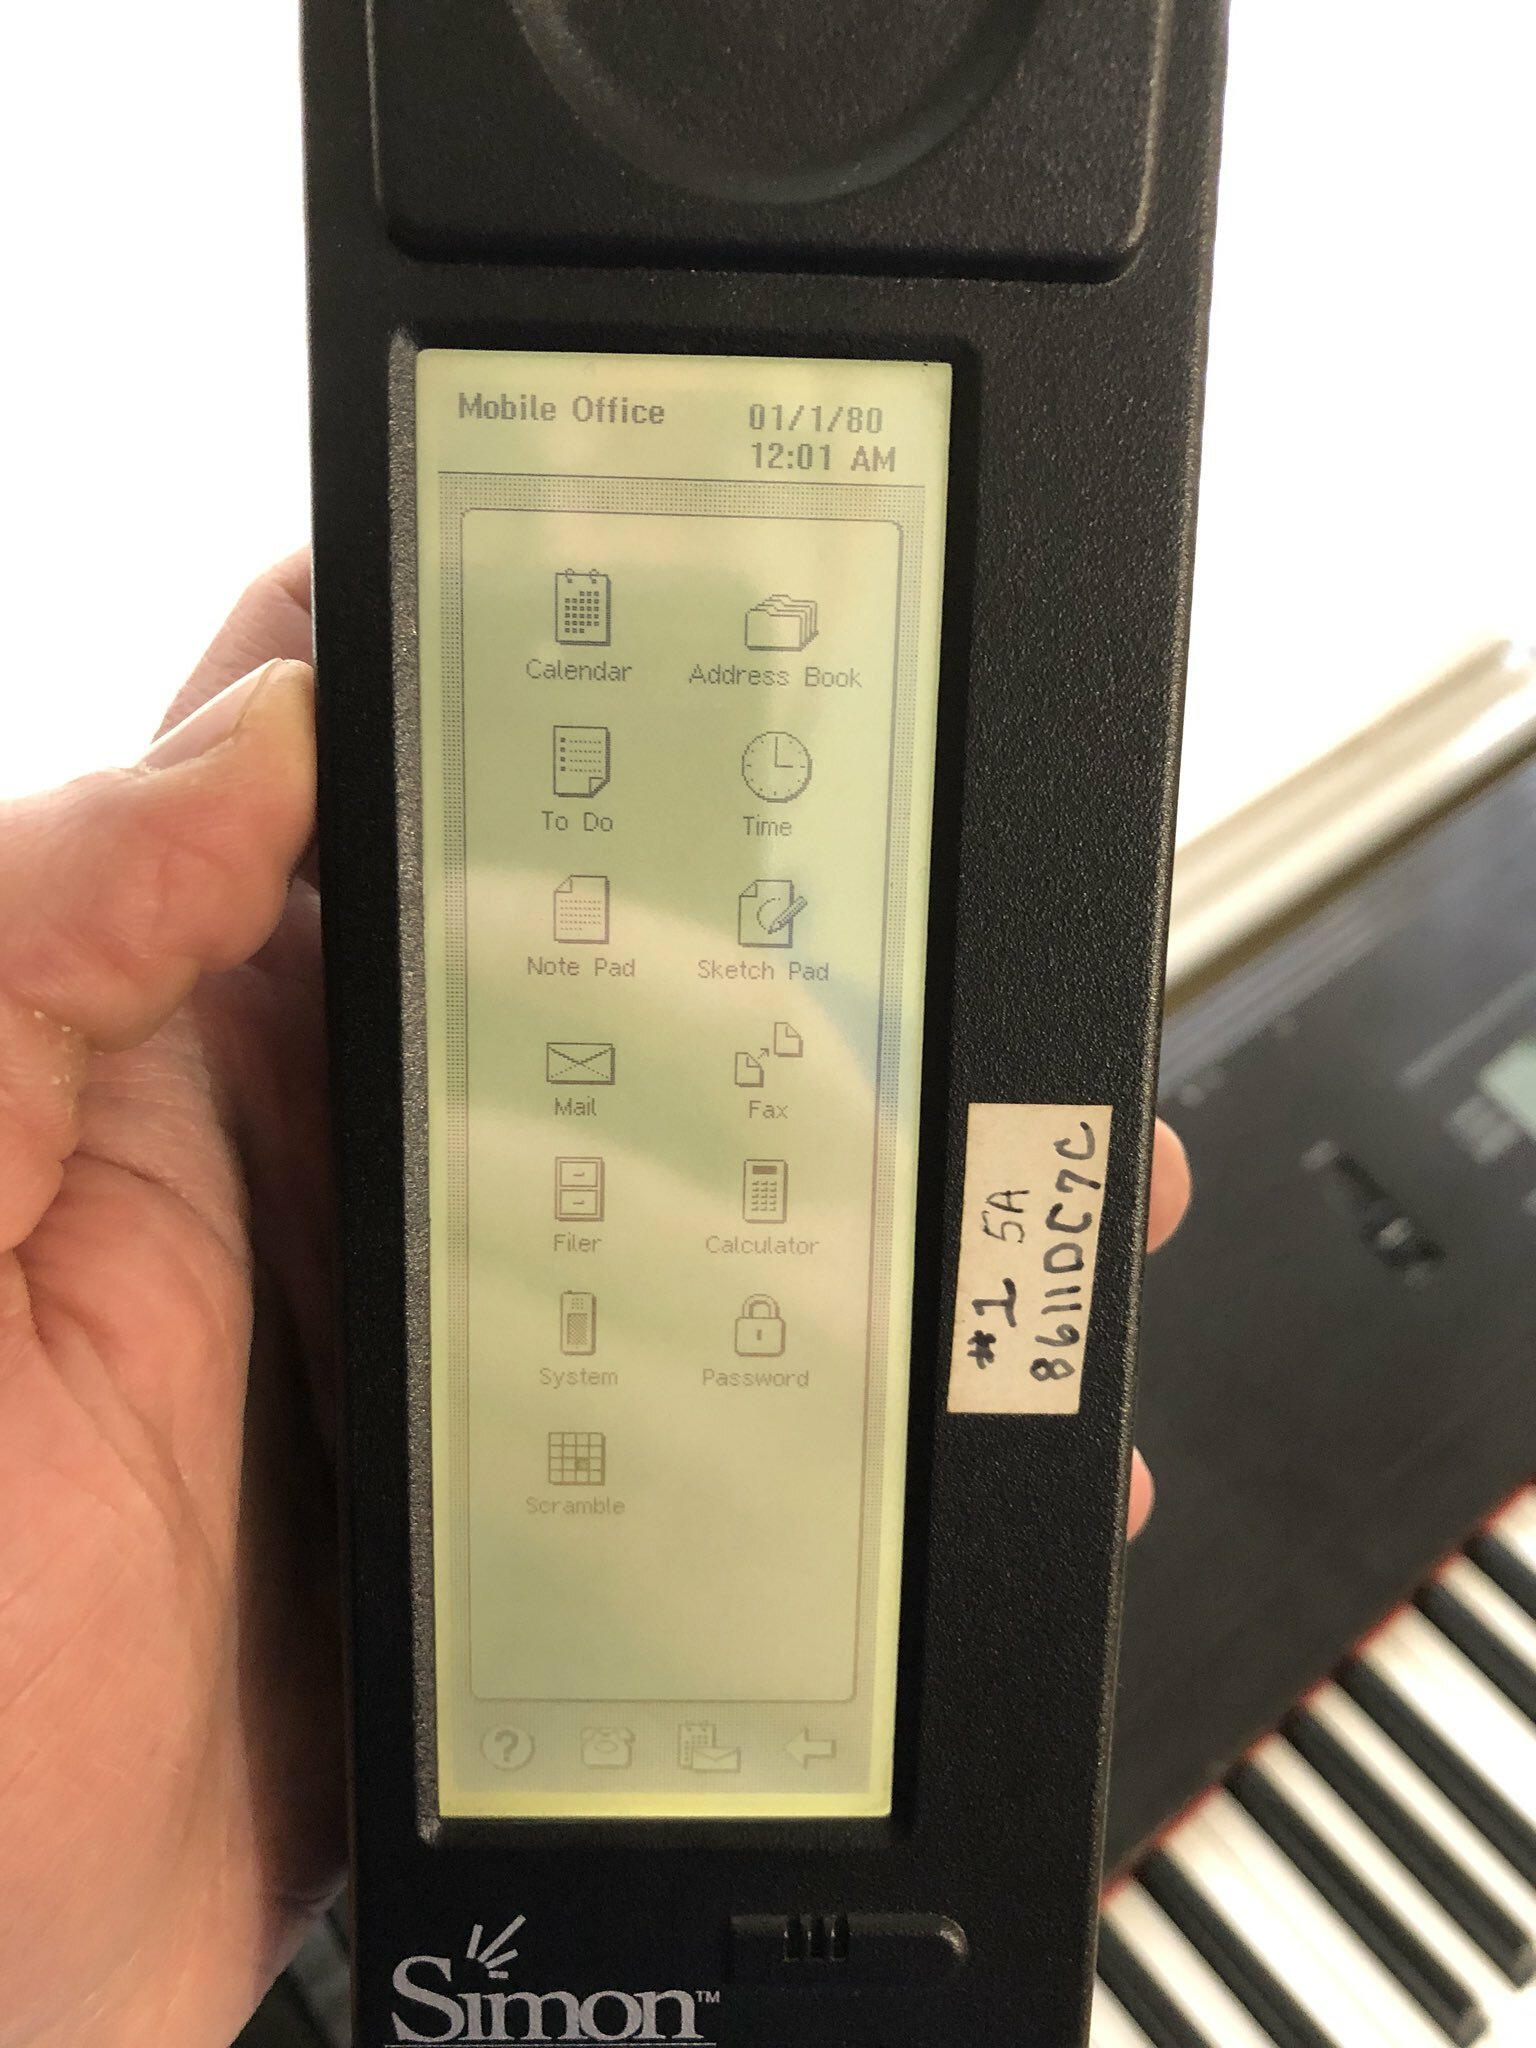 Mobile Office
01/1/80
12:01 AM
Calendar
Address Book
To Do
Time
Note Pad
Sketch Pad
Mail
Fax
Filer
Calculator
System
Password
Scramble
?
#1 5A
8611DC7C
Simon™